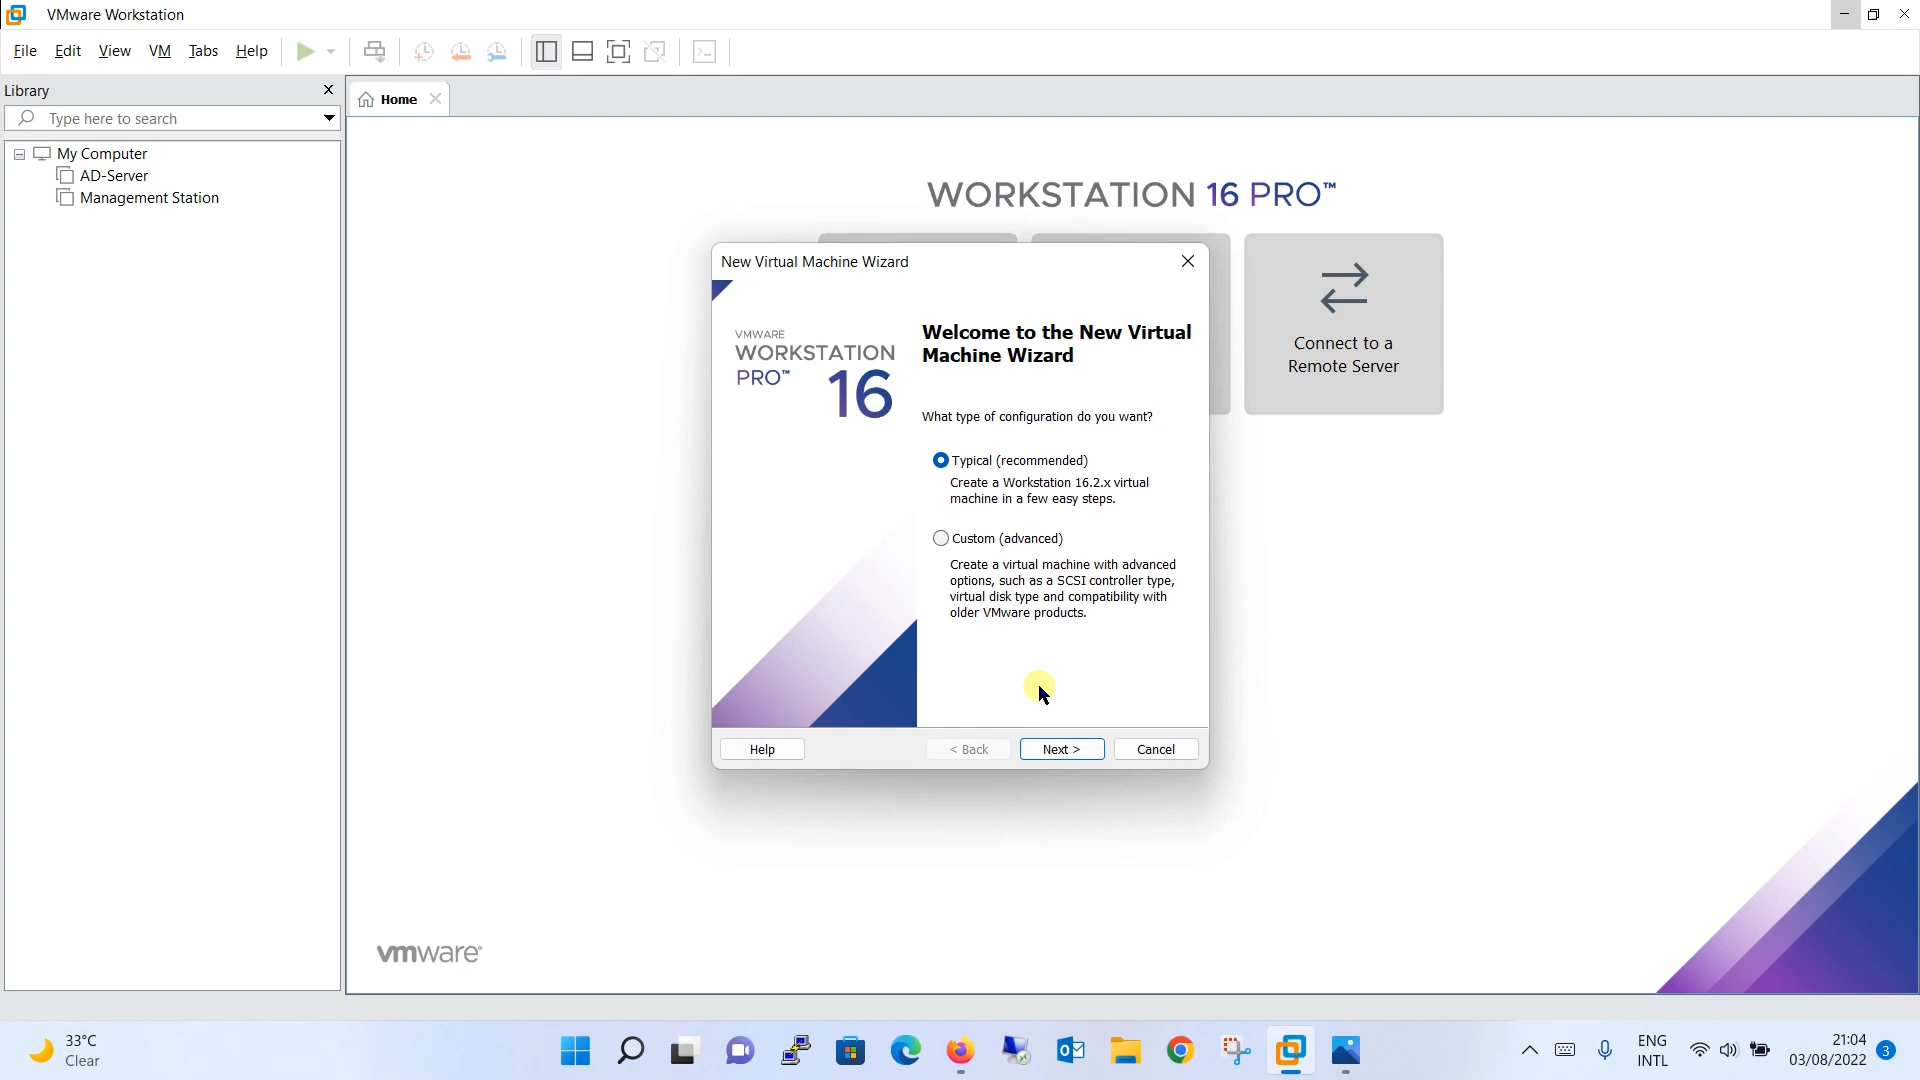 VMware Workstation
File Edit View VM Tabs Help
Library
Type here to search
My Computer
AD-Server
Management Station
Home
WORKSTATION 16 PRO™
Connect to a
Remote Server
New Virtual Machine Wizard
VMWARE
WORKSTATION
PRO™ 16
Welcome to the New Virtual
Machine Wizard
What type of configuration do you want?
Typical (recommended)
Create a Workstation 16.2.x virtual
machine in a few easy steps.
Custom (advanced)
Create a virtual machine with advanced
options, such as a SCSI controller type,
virtual disk type and compatibility with
older VMware products.
Help < Back Next > Cancel
vmware®
33°C
Clear
ENG
INTL
21:04
03/08/2022
3